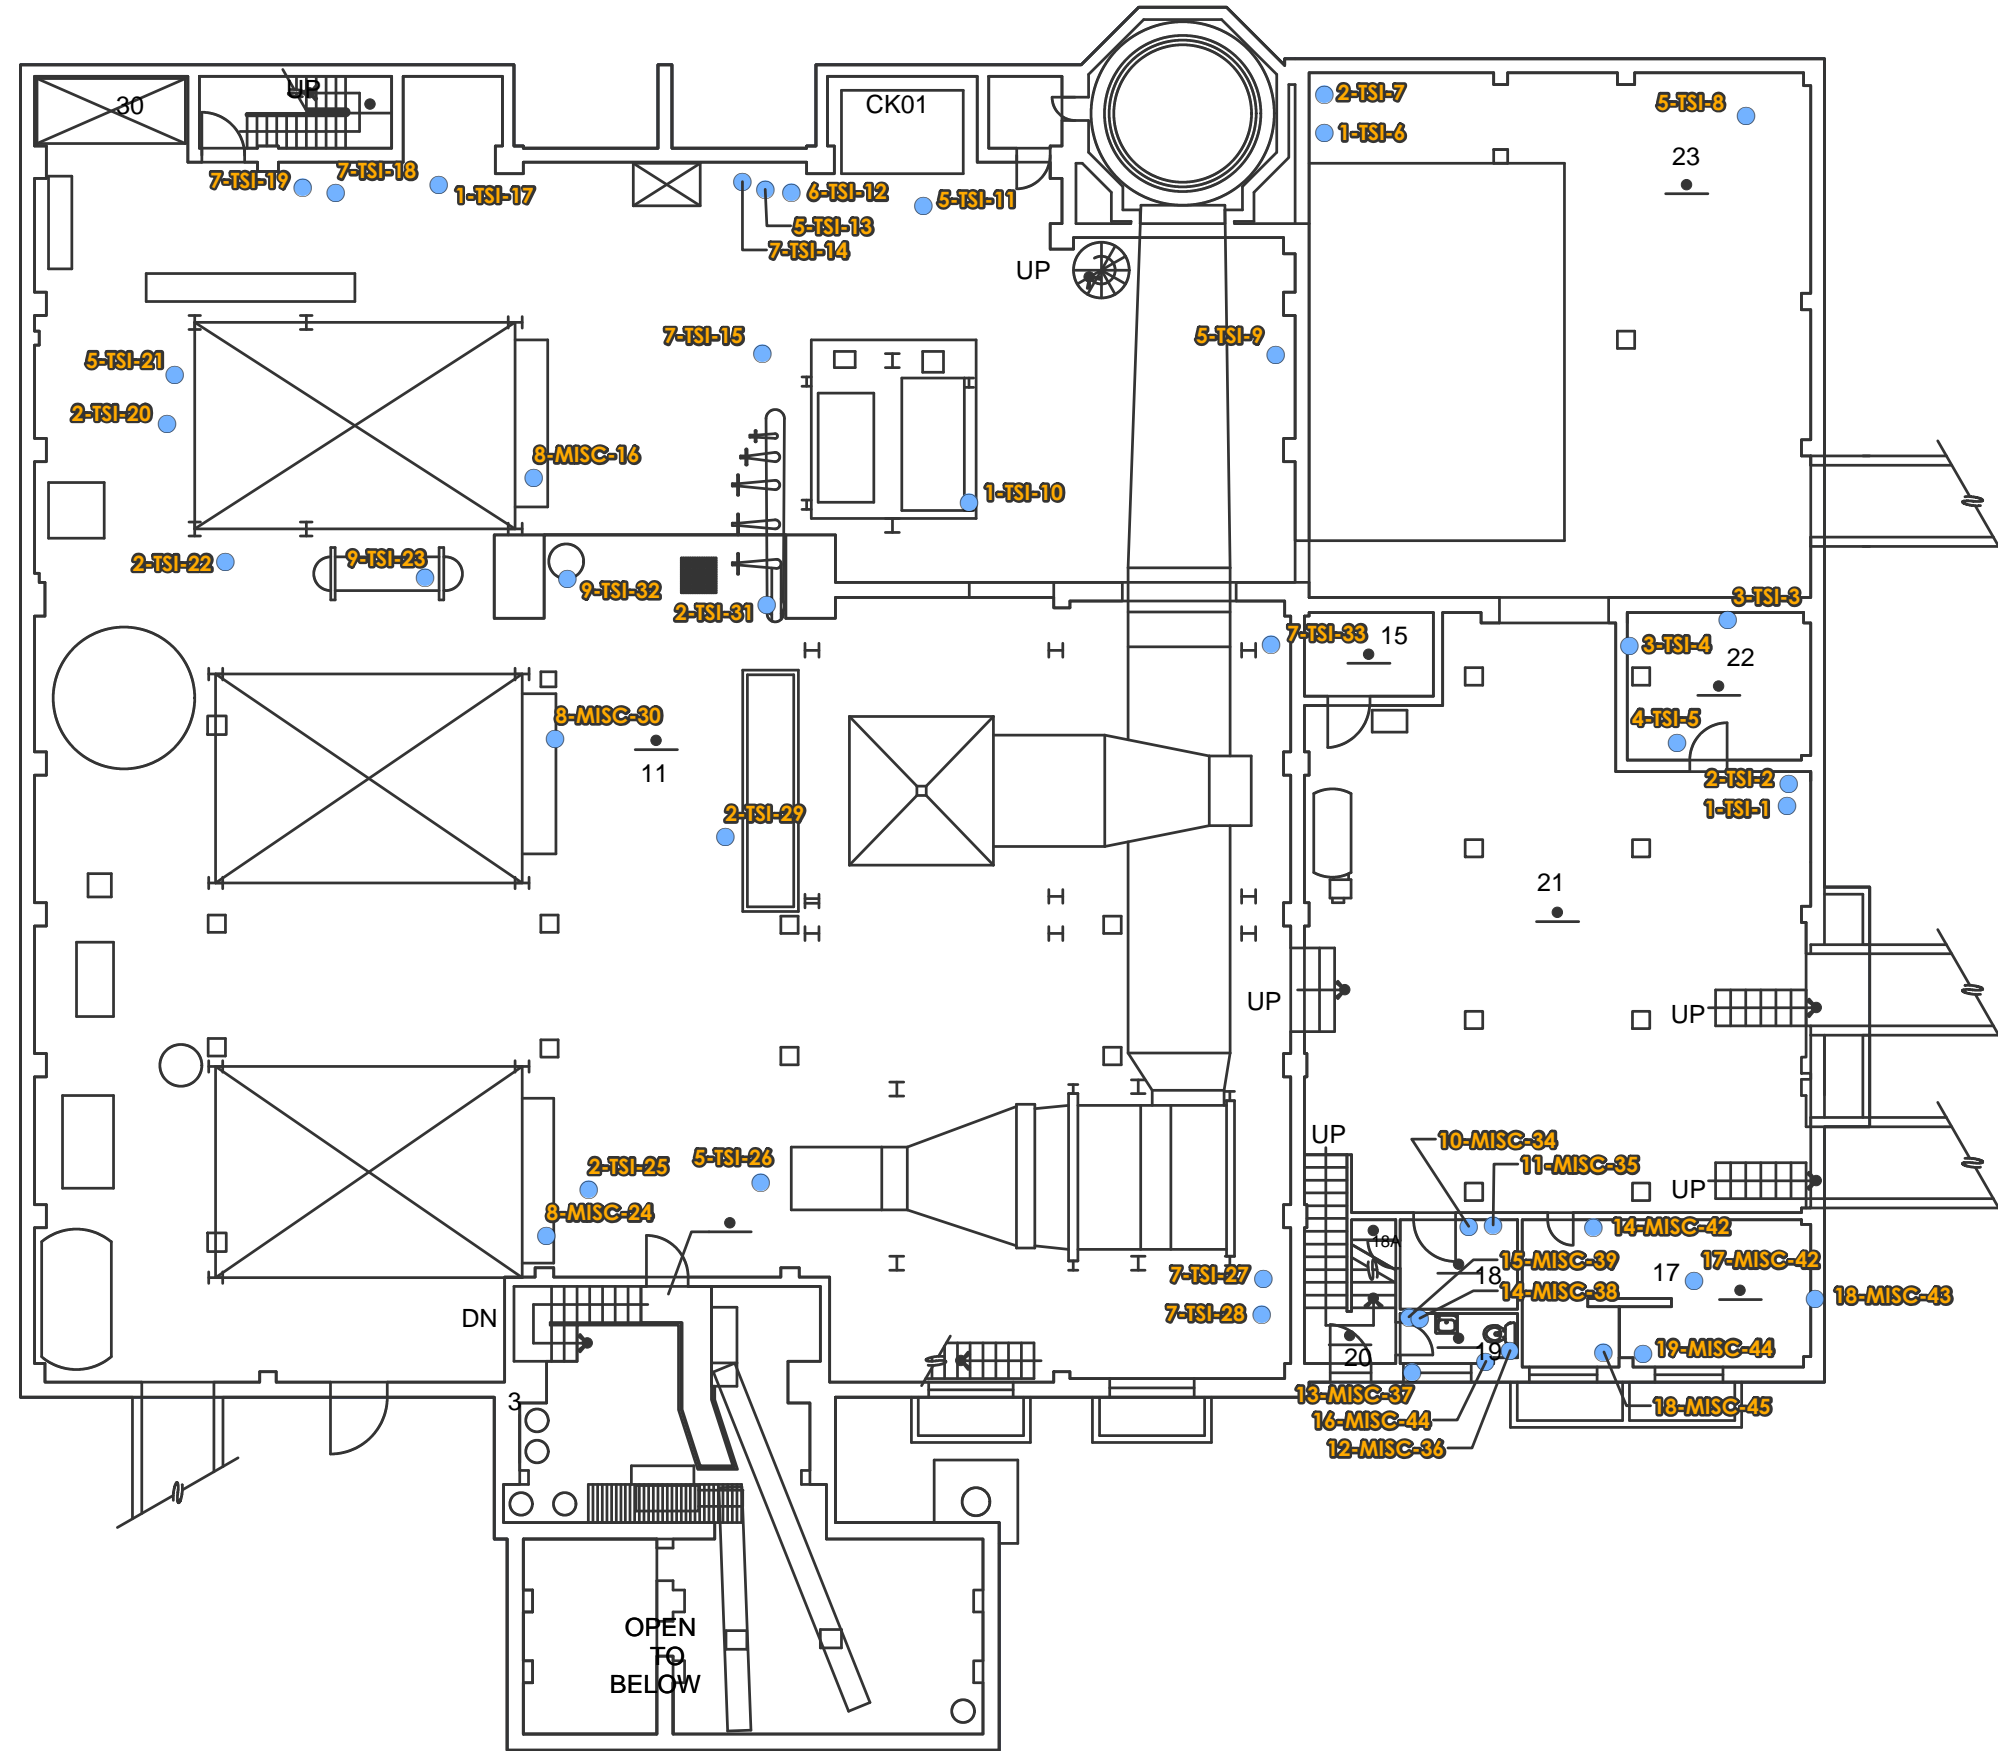 UP
30
CK01
2-TSI-7
5-TSI-8
1-TSI-6
23
7-TSI-19
7-TSI-18
1-TSI-17
6-TSI-12
5-TSI-11
5-TSI-13
7-TSI-14
UP
7-TSI-15
5-TSI-9
5-TSI-21
2-TSI-20
8-MISC-16
1-TSI-10
2-TSI-22
9-TSI-23
9-TSI-32
2-TSI-31
3-TSI-3
7-TSI-33
15
3-TSI-4
22
8-MISC-30
4-TSI-5
11
2-TSI-2
1-TSI-1
2-TSI-29
21
UP
UP
UP
10-MISC-34
11-MISC-35
2-TSI-25
5-TSI-26
UP
8-MISC-24
14-MISC-42
18A
15-MISC-39
17-MISC-42
7-TSI-27
18
17
14-MISC-38
18-MISC-43
7-TSI-28
DN
20
19
19-MISC-44
13-MISC-37
3
18-MISC-45
16-MISC-44
12-MISC-36
OPEN
TO
BELOW